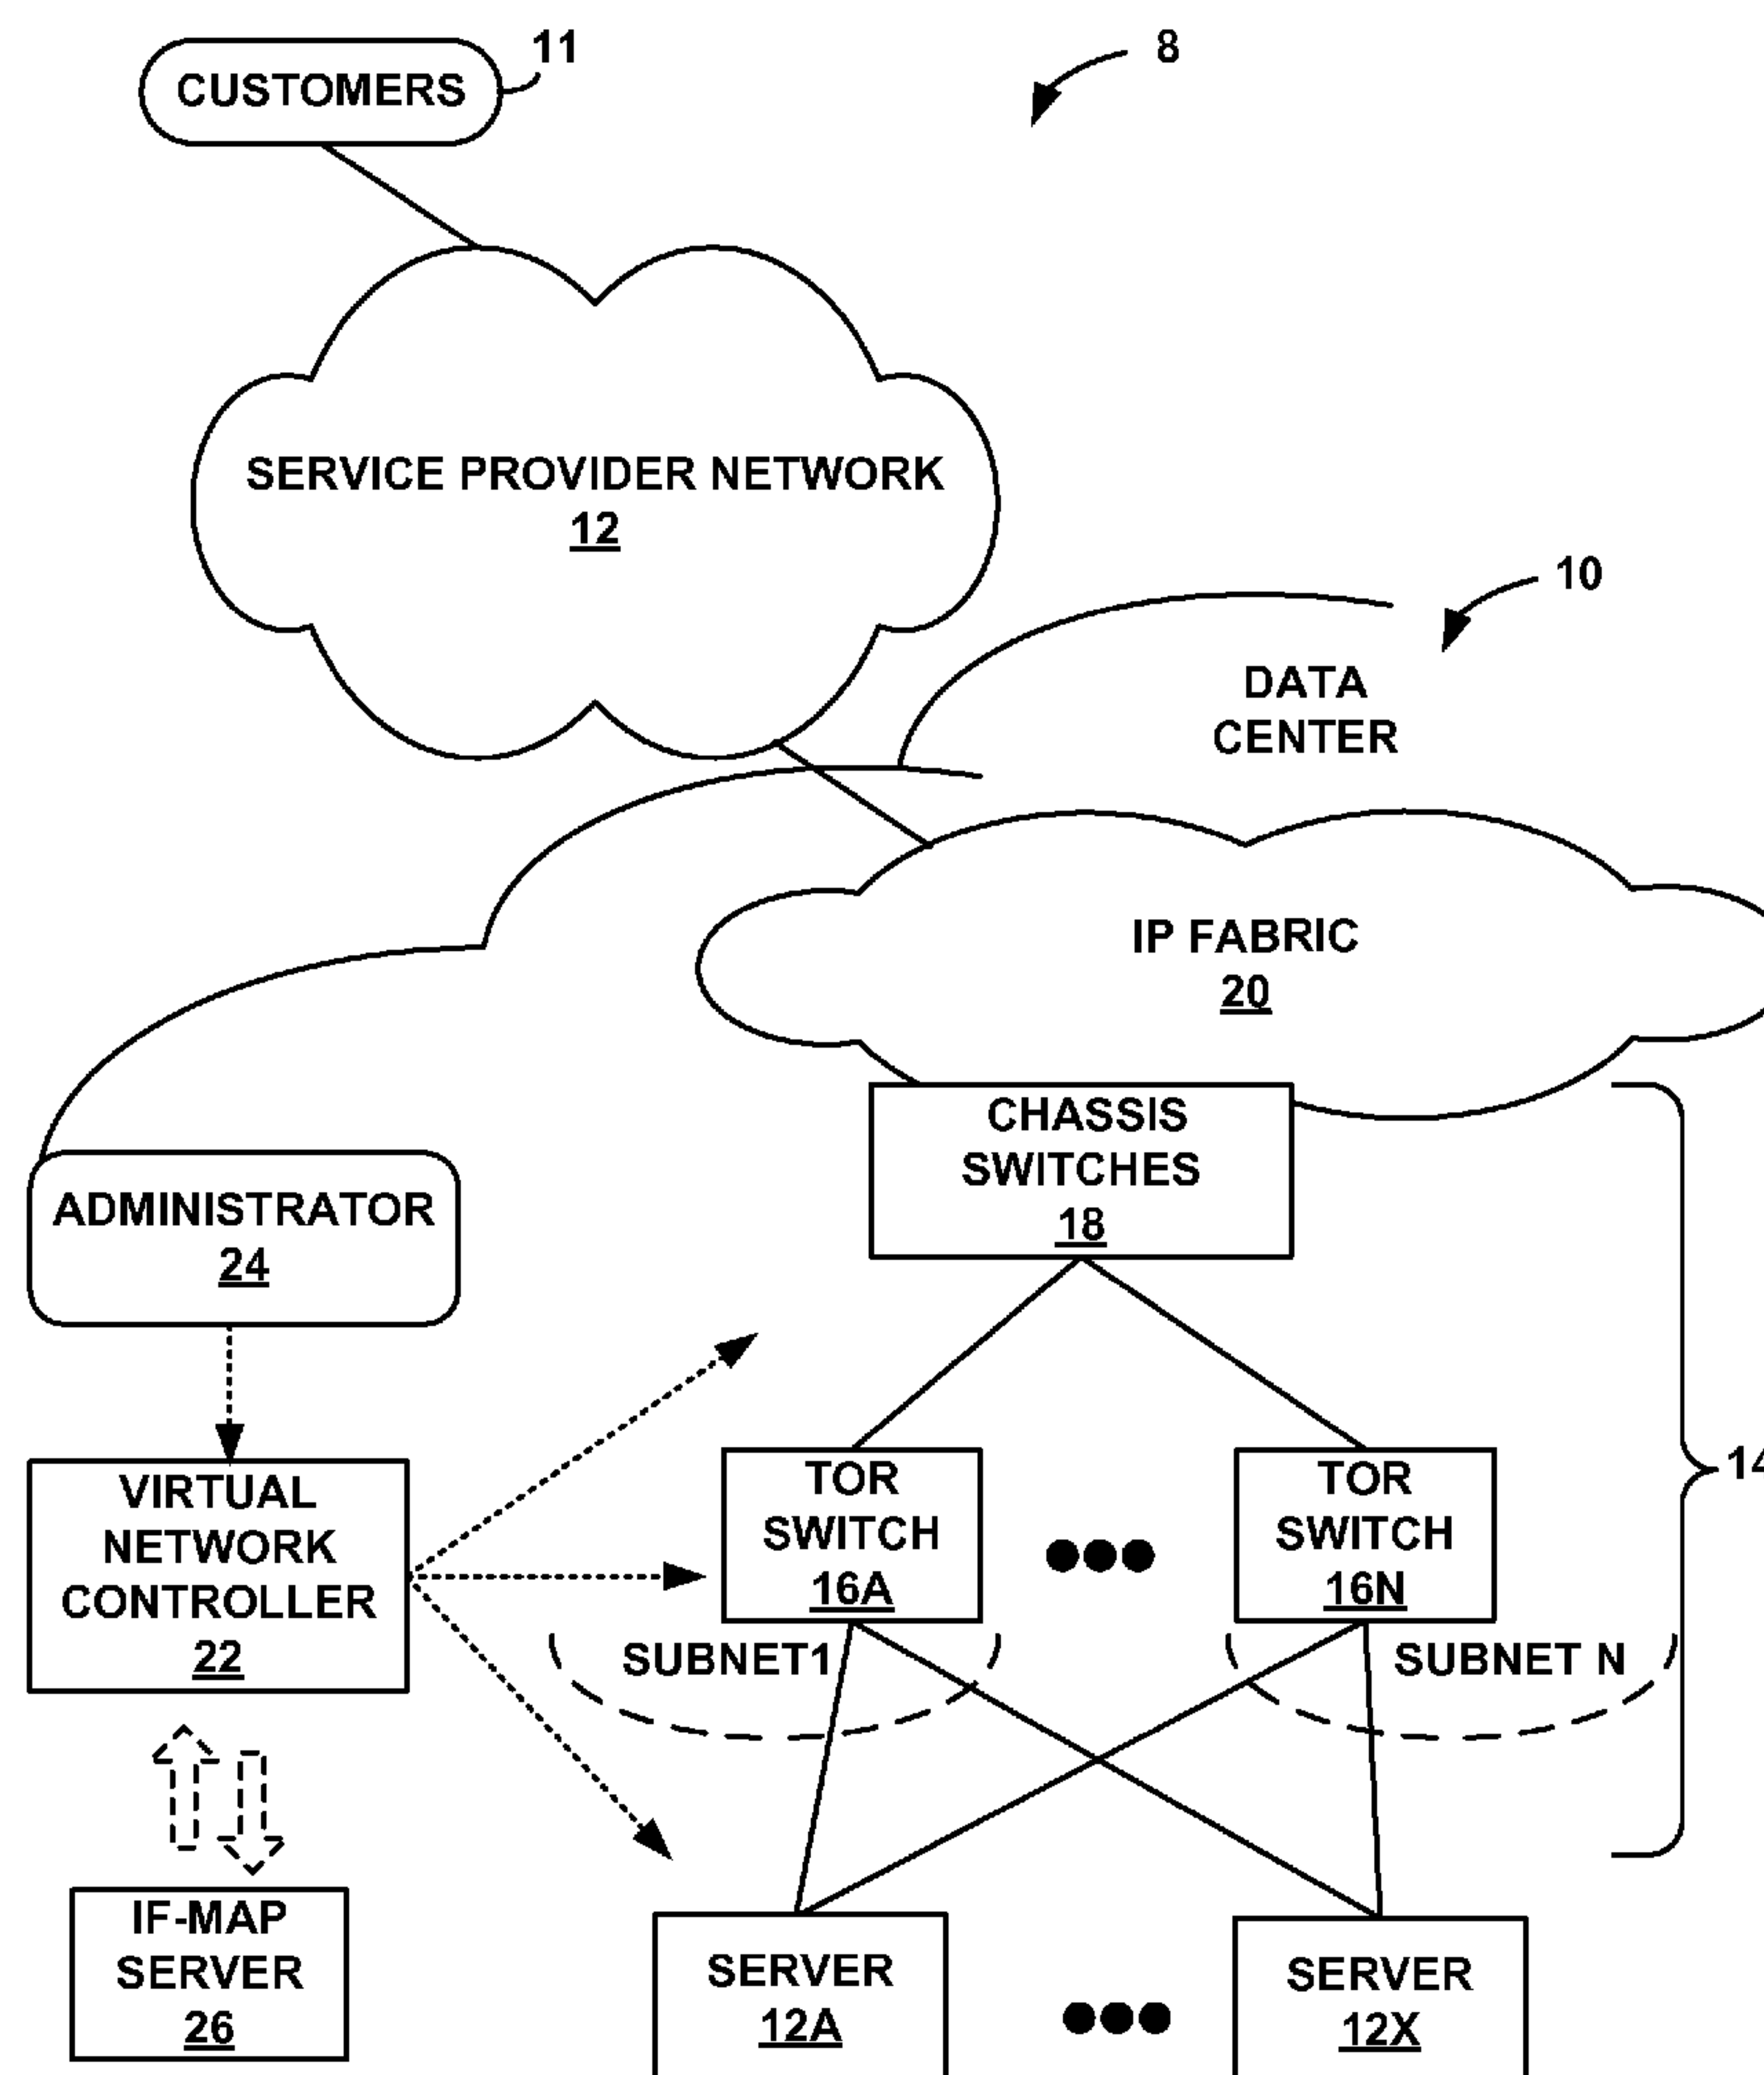 CUSTOMERS
11
8
SERVICE PROVIDER NETWORK
12
10
DATA
CENTER
IP FABRIC
20
CHASSIS
SWITCHES
18
ADMINISTRATOR
24
VIRTUAL
NETWORK
CONTROLLER
22
TOR
SWITCH
16A
TOR
SWITCH
16N
14
SUBNET1
SUBNET N
IF-MAP
SERVER
26
SERVER
12A
SERVER
12X